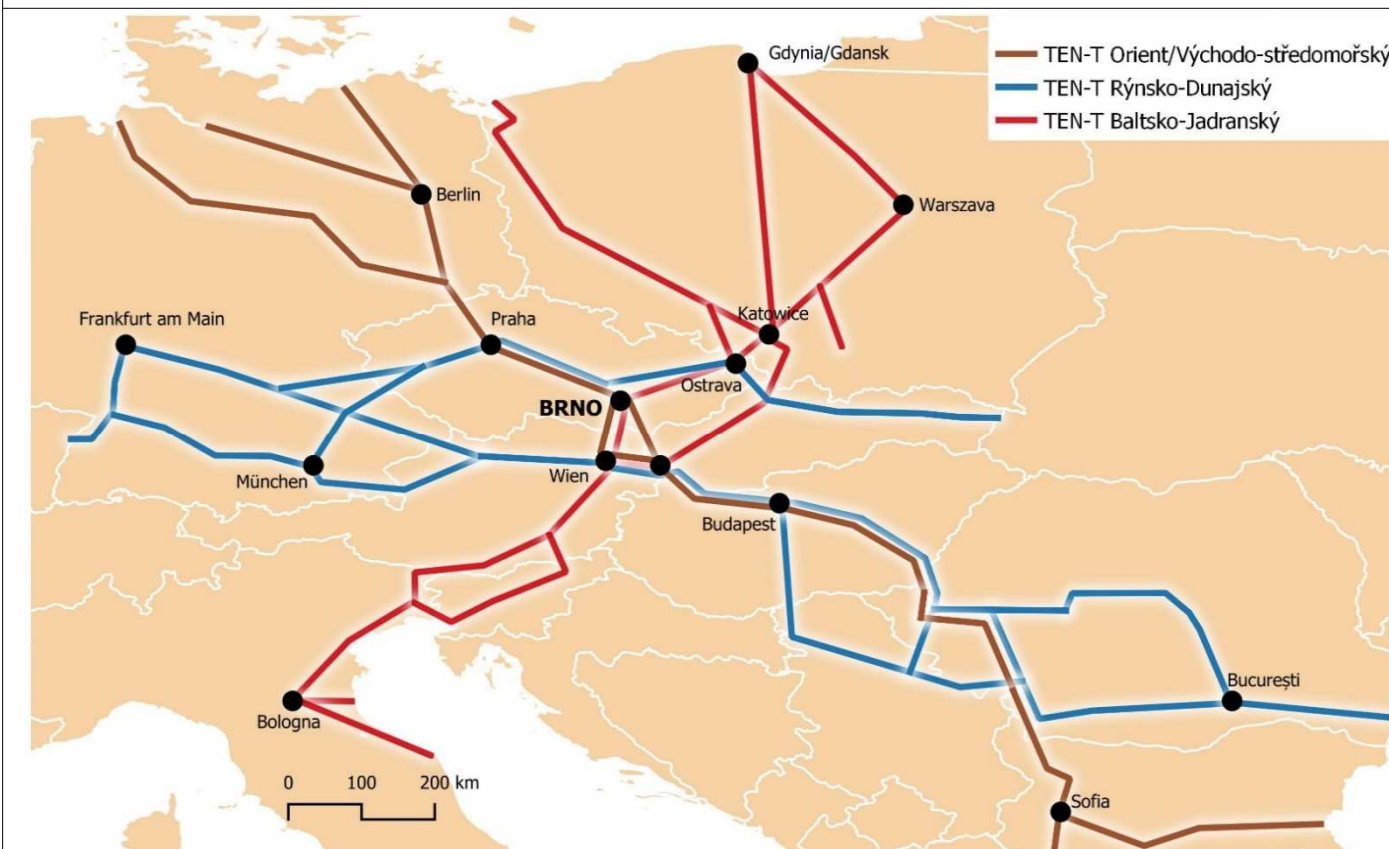 Gdynia/Gdansk
TEN-T Orient/Východo-středomořský
TEN-T Rýnsko-Dunajský
TEN-T Baltsko-Jadranský
Berlin
Warszava
Frankfurt am Main
Praha
Katowice
Ostrava
BRNO
München
Wien
Budapest
Bologna
București
0 100 200 km
Sofia